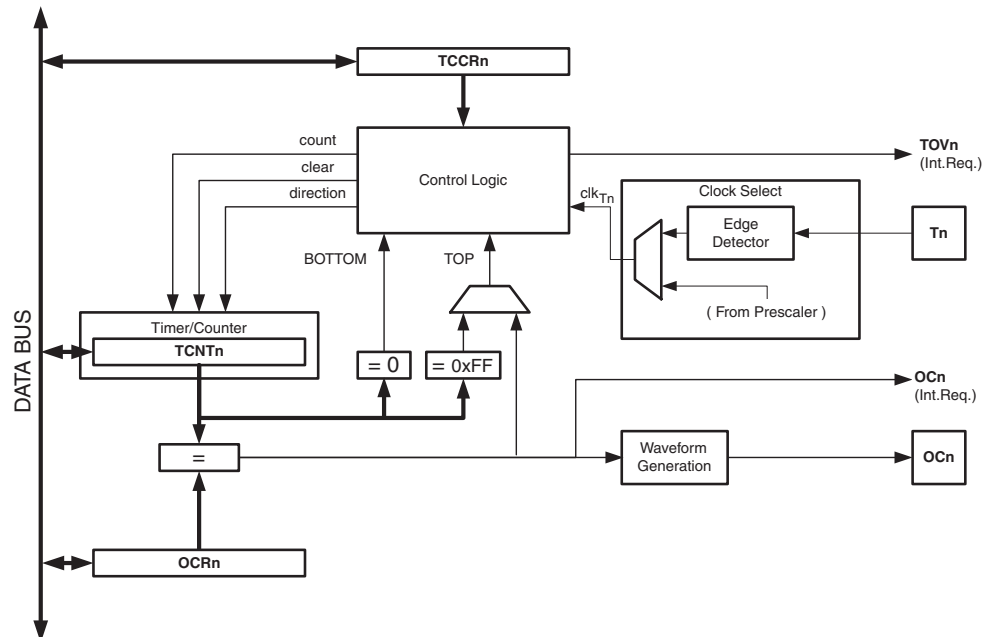 TCCRn
count
clear
direction
Control Logic
TOVn
(Int.Req.)
clkTn
Clock Select
Edge
Detector
Tn
( From Prescaler )
BOTTOM
TOP
Timer/Counter
TCNTn
= 0
= 0xFF
DATA BUS
OCn
(Int.Req.)
=
Waveform
Generation
OCn
OCRn